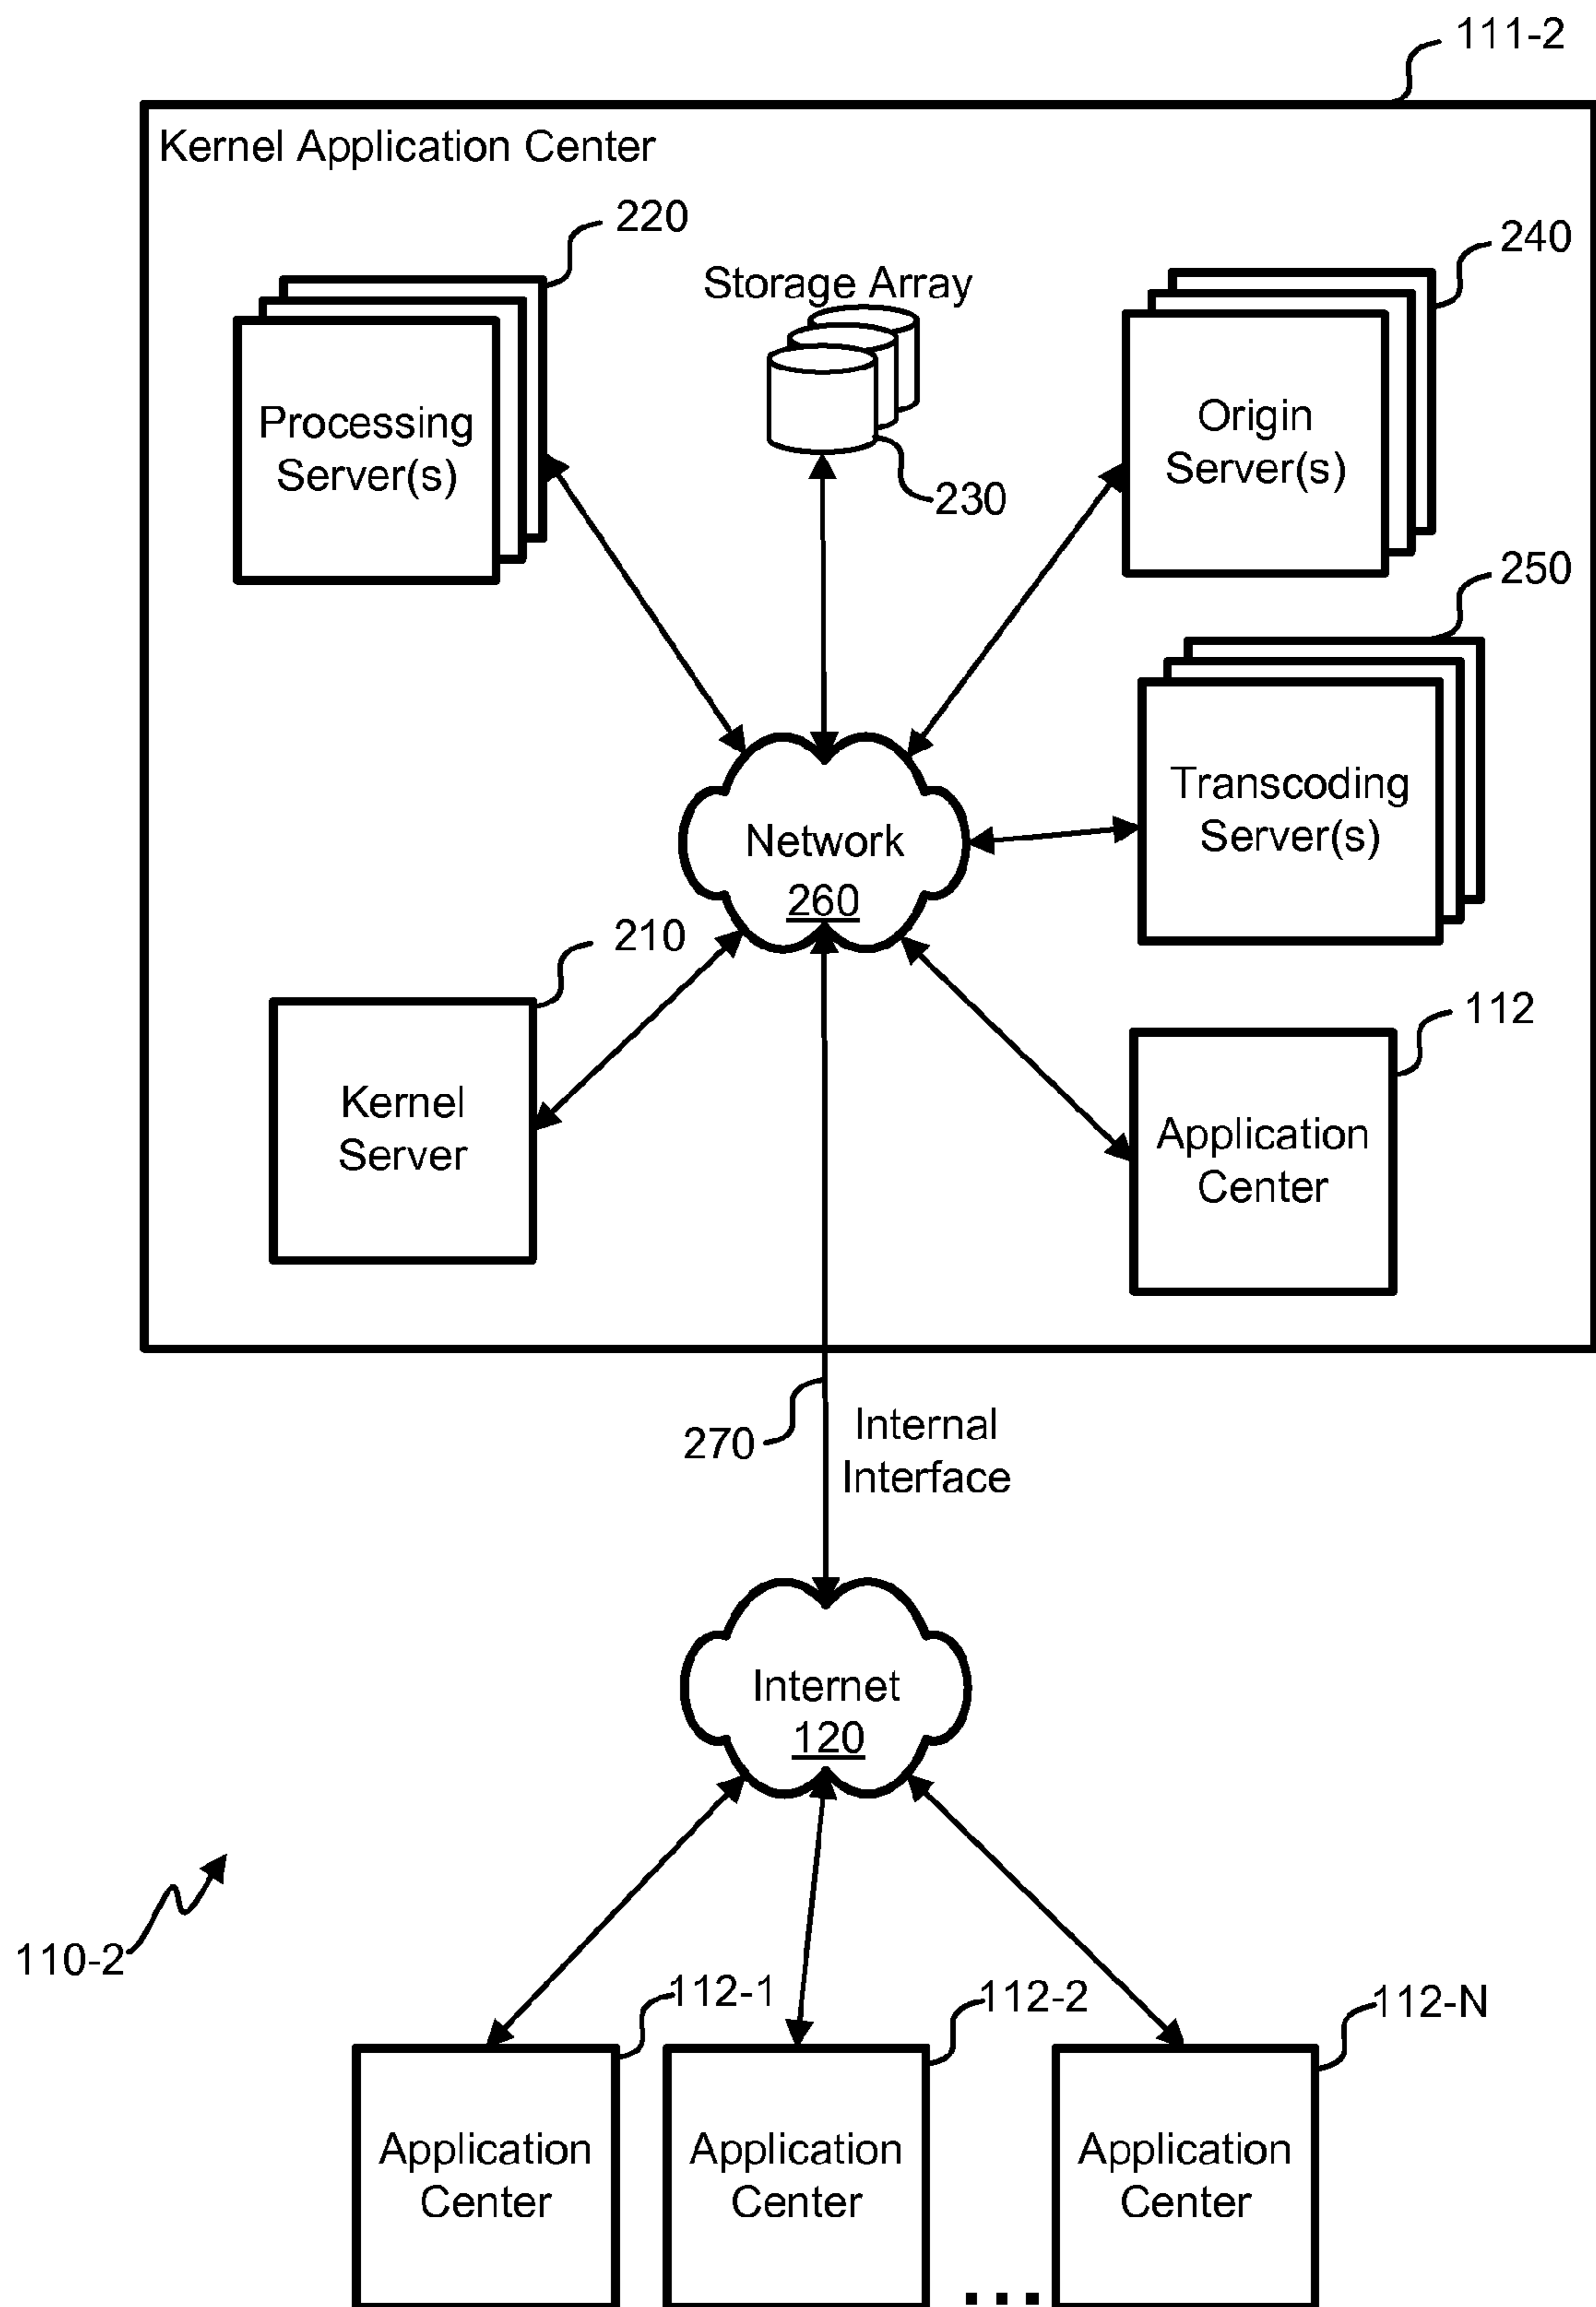 111-2
Kernel Application Center
220
240
Storage Array
Processing
Server(s)
Origin
Server(s)
230
250
Transcoding
Server(s)
Network
260
210
112
Kernel
Server
Application
Center
270
Internal
Interface
Internet
120
110-2
112-1
112-2
112-N
Application
Center
Application
Center
...
Application
Center